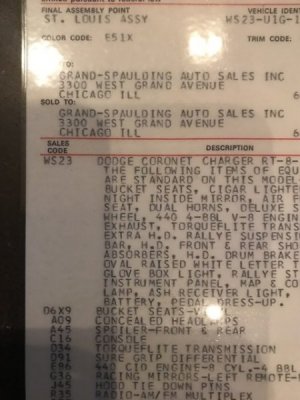 FINAL ASSEMBLY POINT
VEHICLE IDENT
ST. LOUIS ASSY
WS23-U1G-1
COLOR CODE: E51X
TRIM CODE:
TO:
GRAND-SPAULDING AUTO SALES INC
3300 WEST GRAND AVENUE
CHICAGO ILL
SOLD TO:
GRAND-SPAULDING AUTO SALES INC
3300 WEST GRAND AVENUE
CHICAGO ILL
SALES
CODE
DESCRIPTION
WS23 DODGE CORONET CHARGER RT-8-
THE FOLLOWING ITEMS OF EQU
ARE STANDARD ON THIS MODEL
BUCKET SEATS, CIGAR LIGHTE
NIGHT INSIDE MIRROR, AIR F
SEAT, DUAL HORNS, DELUXE S
WHEEL, 440 4-BBL V-8 ENGIN
EXHAUST, TORQUEFLITE TRANS
EXTRA H.D. RALLYE SUSPENSI
BAR, H.D. FRONT & REAR SHO
ABSORBERS, H.D. DRUM BRAKE
OVAL RAISED WHITE LETTER T
GLOVE BOX LIGHT, RALLYE ST
INSTRUMENT PANEL, MAP & CO
LAMP, ASH RECEIVER LIGHT,
BATTERY, PEDAL DRESS-UP.
D6X9 BUCKET SEATS-V
A09 CONCEALED HEADLAMPS
A45 SPOILER-FRONT & REAR
C16 CONSOLE
D34 TORQUEFLITE TRANSMISSION
D91 SURE GRIP DIFFERENTIAL
E86 440 CID ENGINE-8 CYL.-4 BBL
G36 RACING MIRRORS-LEFT REMOTE-
J45 HOOD TIE DOWN PINS
R35 RADIO-AM/FM MULTIPLEX